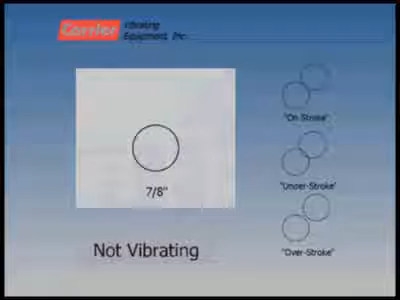 Carrier Vibrating
Equipment, Inc.
7/8"
Not Vibrating
"On-Stroke"
"Under-Stroke"
"Over-Stroke"